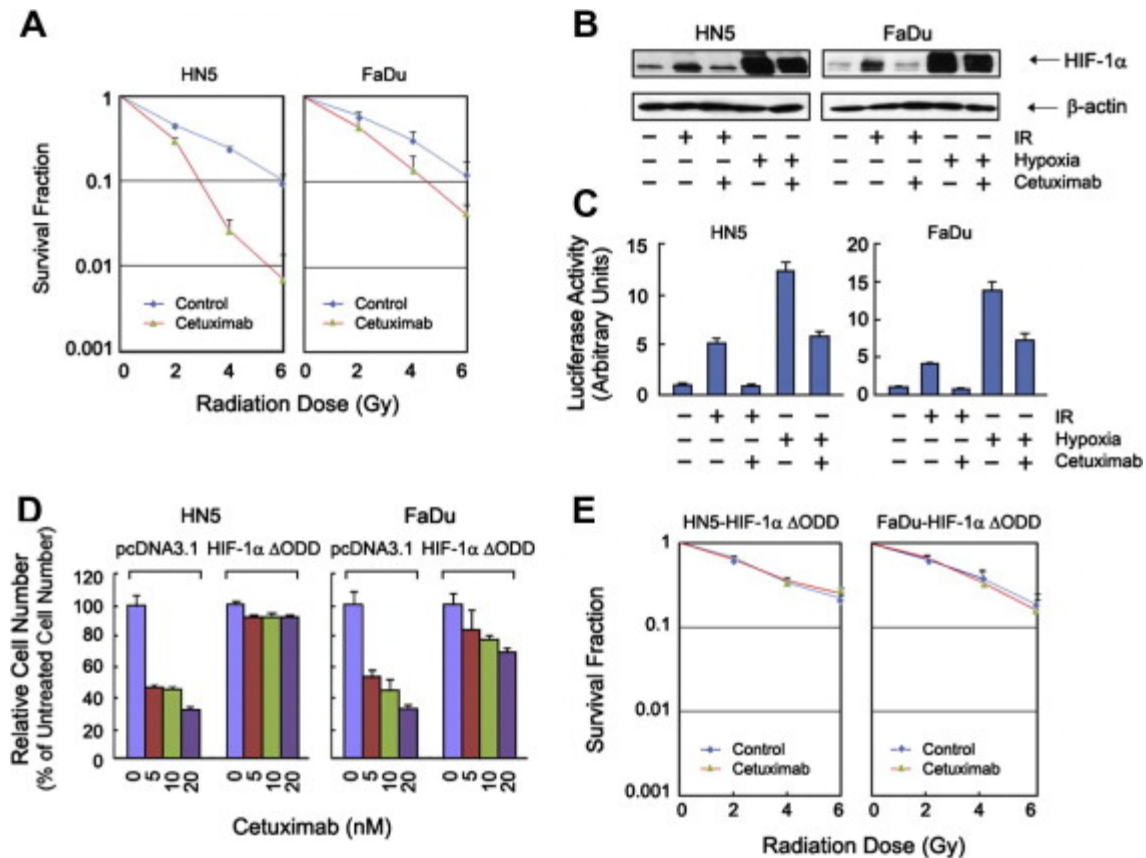 A
HN5 FaDu
1
0.1
0.01
0.001
Survival Fraction
Control
Cetuximab
Control
Cetuximab
0 2 4 6 0 2 4 6
Radiation Dose (Gy)
B
HN5 FaDu
HIF-1α
β-actin
− + + − − − + + − − IR
− − − + + − − − + + Hypoxia
− − + − + − − + − + Cetuximab
C
HN5 FaDu
Luciferase Activity
(Arbitrary Units)
15 20
10 15
5 10
0 5
0
− + + − − − + + − − IR
− − − + + − − − + + Hypoxia
− − + − + − − + − + Cetuximab
D
HN5 FaDu
pcDNA3.1 HIF-1α ΔODD pcDNA3.1 HIF-1α ΔODD
Relative Cell Number
(% of Untreated Cell Number)
120
100
80
60
40
20
0
0 5 10 20 0 5 10 20 0 5 10 20 0 5 10 20
Cetuximab (nM)
E
HN5-HIF-1α ΔODD FaDu-HIF-1α ΔODD
1
0.1
0.01
0.001
Survival Fraction
Control
Cetuximab
Control
Cetuximab
0 2 4 6 0 2 4 6
Radiation Dose (Gy)